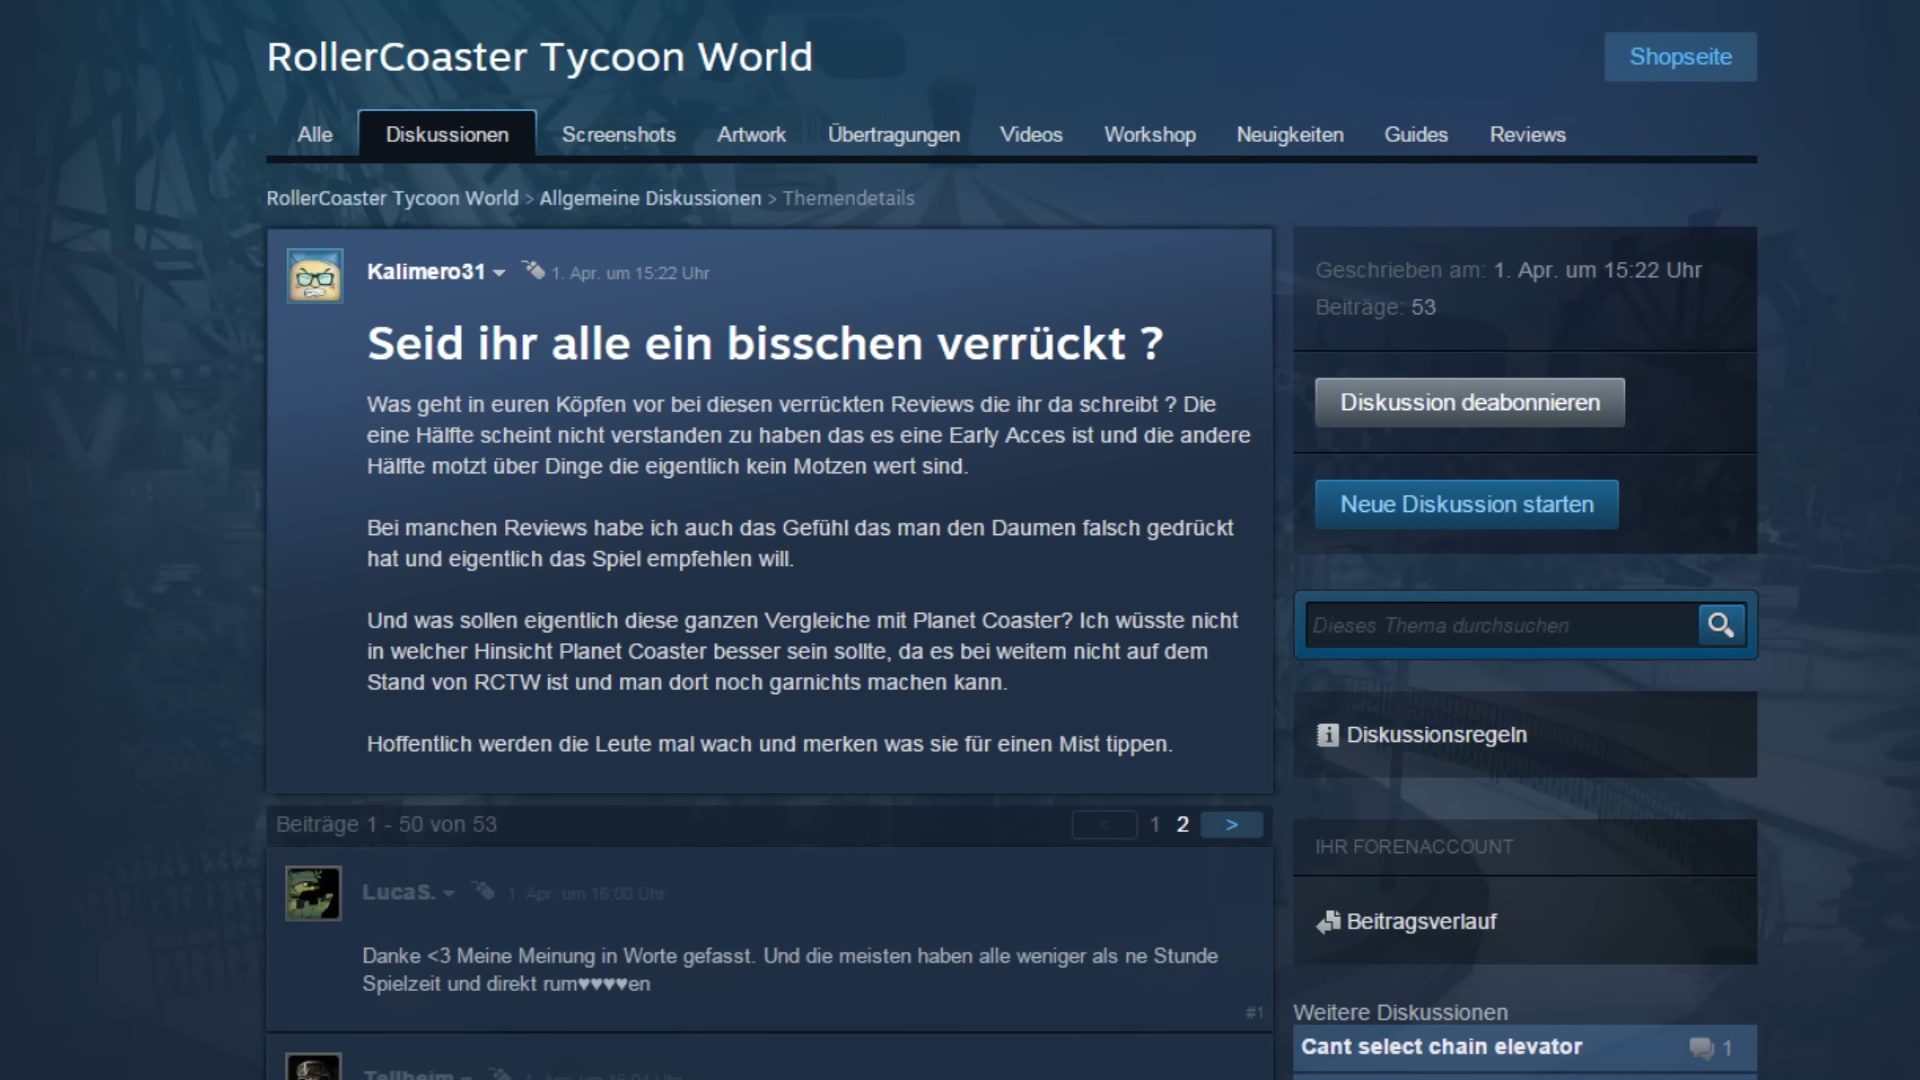 RollerCoaster Tycoon World
Shopseite
Alle Diskussionen Screenshots Artwork Übertragungen Videos Workshop Neuigkeiten Guides Reviews
RollerCoaster Tycoon World > Allgemeine Diskussionen > Themendetails
Kalimero31 1. Apr. um 15:22 Uhr
Seid ihr alle ein bisschen verrückt ?
Was geht in euren Köpfen vor bei diesen verrückten Reviews die ihr da schreibt ? Die
eine Hälfte scheint nicht verstanden zu haben das es eine Early Acces ist und die andere
Hälfte motzt über Dinge die eigentlich kein Motzen wert sind.
Bei manchen Reviews habe ich auch das Gefühl das man den Daumen falsch gedrückt
hat und eigentlich das Spiel empfehlen will.
Und was sollen eigentlich diese ganzen Vergleiche mit Planet Coaster? Ich wüsste nicht
in welcher Hinsicht Planet Coaster besser sein sollte, da es bei weitem nicht auf dem
Stand von RCTW ist und man dort noch garnichts machen kann.
Hoffentlich werden die Leute mal wach und merken was sie für einen Mist tippen.
Beiträge 1 - 50 von 53
< 1 2 >
LucaS. 1. Apr. um 16:00 Uhr
Danke <3 Meine Meinung in Worte gefasst. Und die meisten haben alle weniger als ne Stunde
Spielzeit und direkt rum♥♥♥♥en
#1
Tellheim 1. Apr. um 16:04 Uhr
Geschrieben am: 1. Apr. um 15:22 Uhr
Beiträge: 53
Diskussion deabonnieren
Neue Diskussion starten
Dieses Thema durchsuchen
Diskussionsregeln
IHR FORENACCOUNT
Beitragsverlauf
Weitere Diskussionen
Cant select chain elevator 1